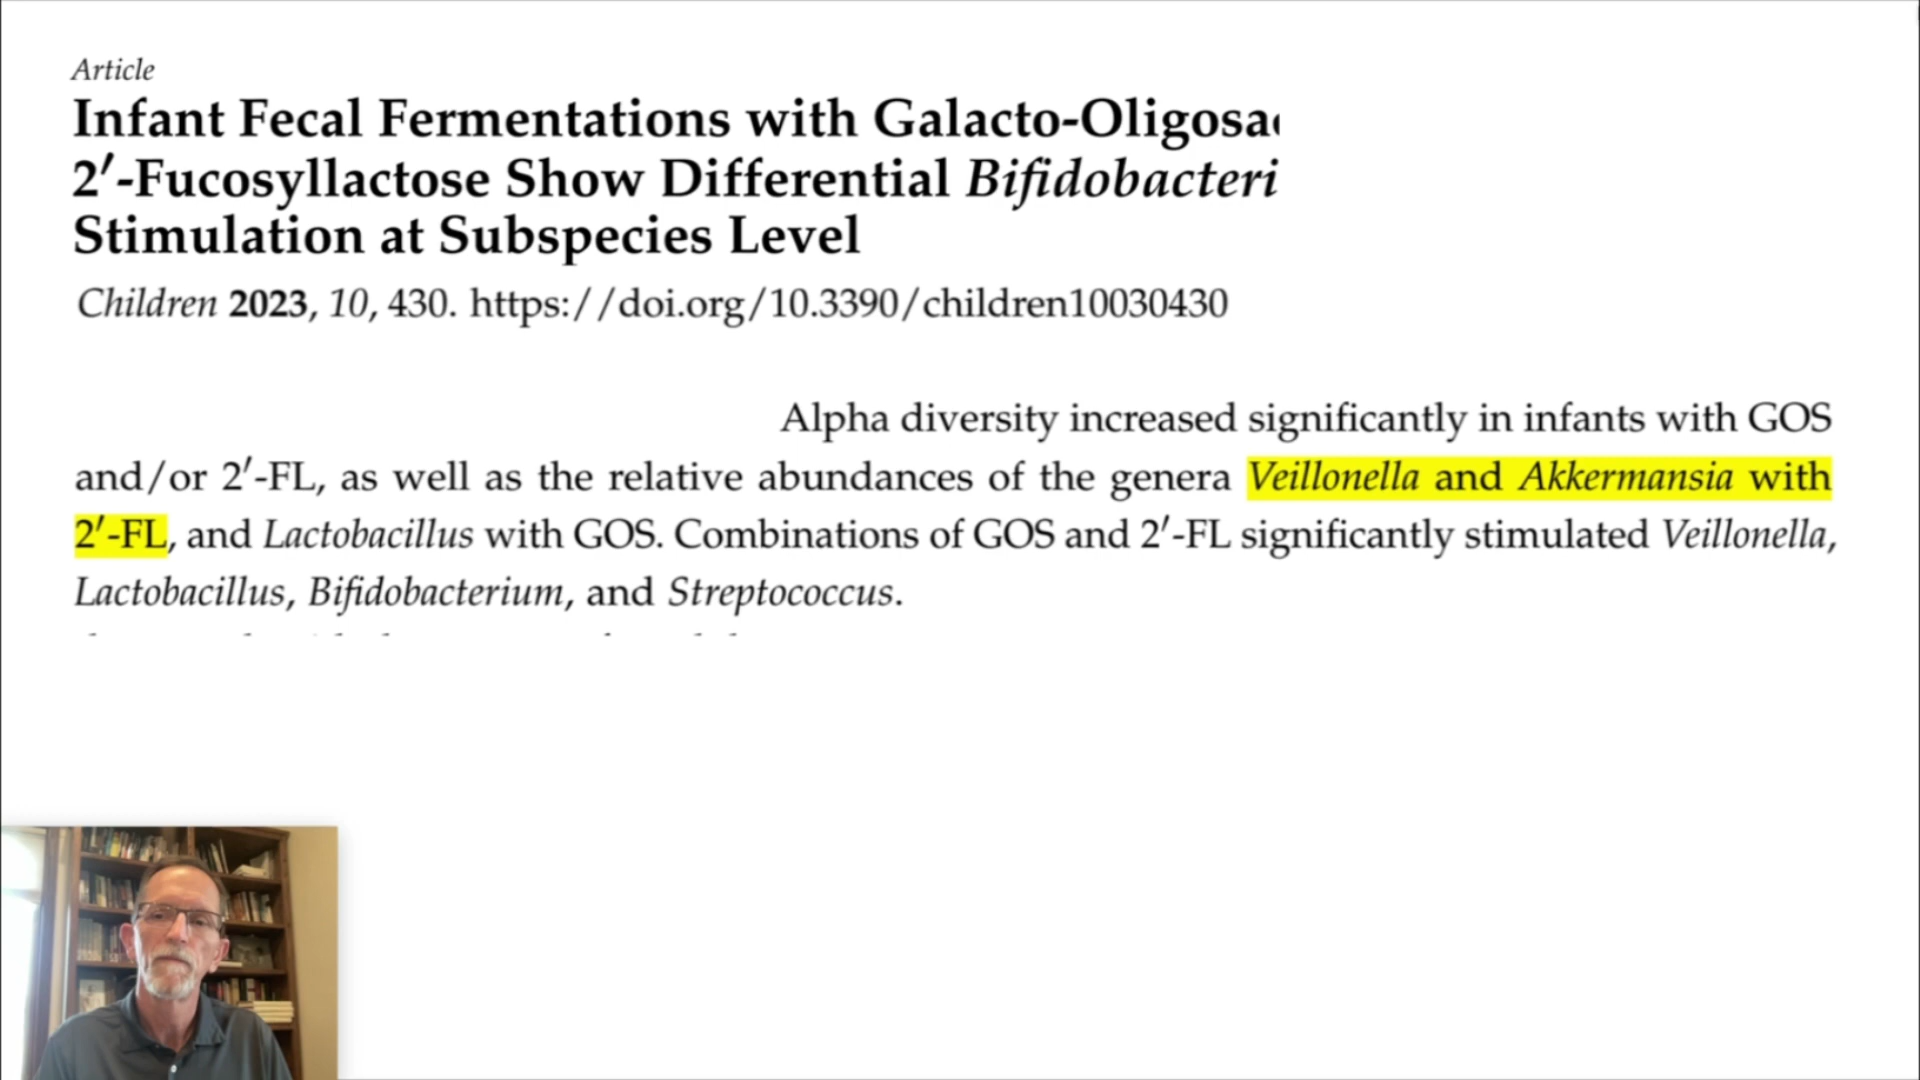 Article
Infant Fecal Fermentations with Galacto-Oligosa
2′-Fucosyllactose Show Differential Bifidobacteri
Stimulation at Subspecies Level
Children 2023, 10, 430. https://doi.org/10.3390/children10030430
Alpha diversity increased significantly in infants with GOS
and/or 2′-FL, as well as the relative abundances of the genera Veillonella and Akkermansia with
2′-FL, and Lactobacillus with GOS. Combinations of GOS and 2′-FL significantly stimulated Veillonella,
Lactobacillus, Bifidobacterium, and Streptococcus.